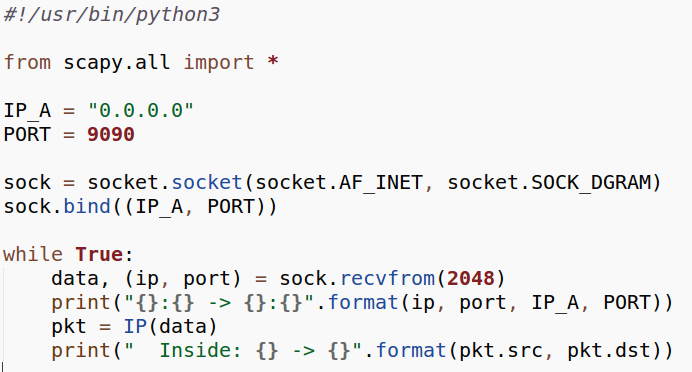 #!/usr/bin/python3
from scapy.all import *
IP_A = "0.0.0.0"
PORT = 9090
sock = socket.socket(socket.AF_INET, socket.SOCK_DGRAM)
sock.bind((IP_A, PORT))
while True:
    data, (ip, port) = sock.recvfrom(2048)
    print("{}:{} -> {}:{}".format(ip, port, IP_A, PORT))
    pkt = IP(data)
    print("  Inside: {} -> {}".format(pkt.src, pkt.dst))